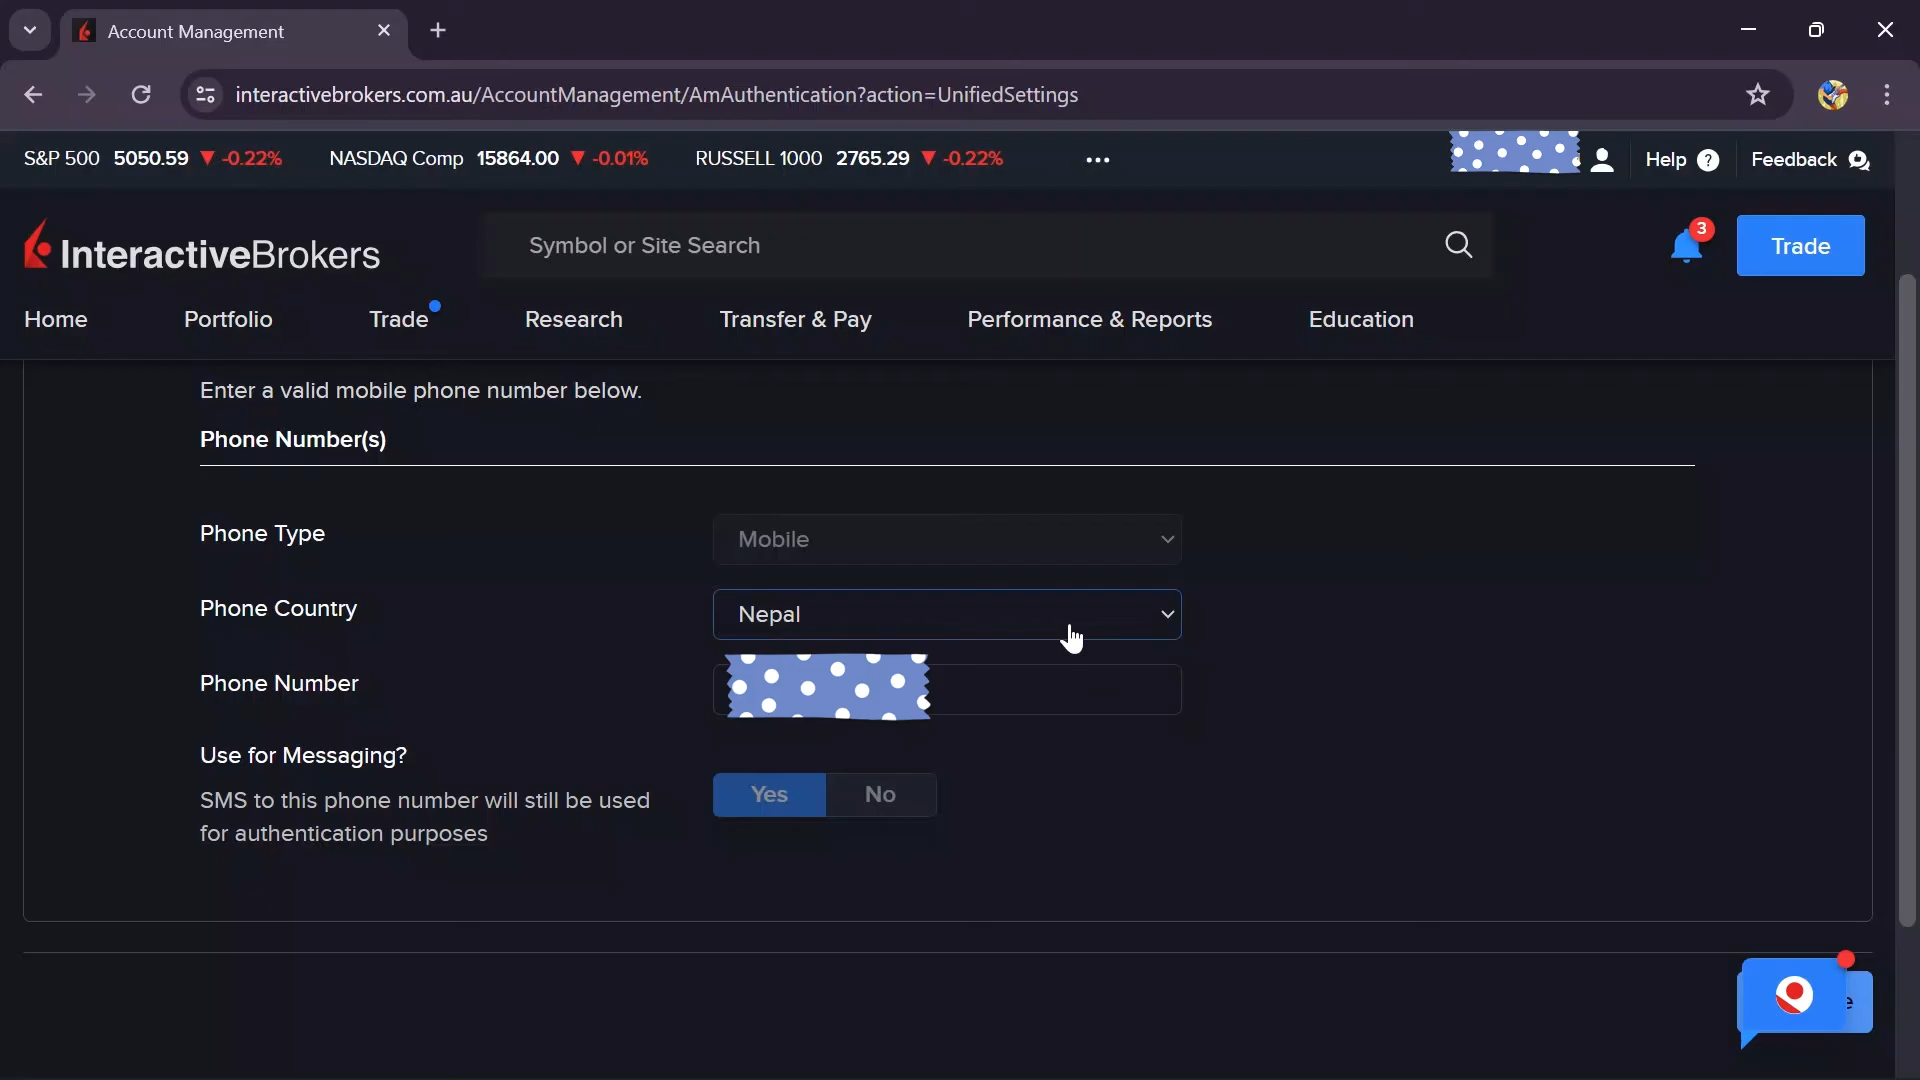 Account Management
interactivebrokers.com.au/AccountManagement/AmAuthentication?action=UnifiedSettings
S&P 500 5050.59 ▼ -0.22% NASDAQ Comp 15864.00 ▼ -0.01% RUSSELL 1000 2765.29 ▼ -0.22% ••• Help ? Feedback
InteractiveBrokers Symbol or Site Search 3 Trade
Home Portfolio Trade Research Transfer & Pay Performance & Reports Education
Enter a valid mobile phone number below.
Phone Number(s)
Phone Type Mobile
Phone Country Nepal
Phone Number
Use for Messaging?
Yes No
SMS to this phone number will still be used
for authentication purposes